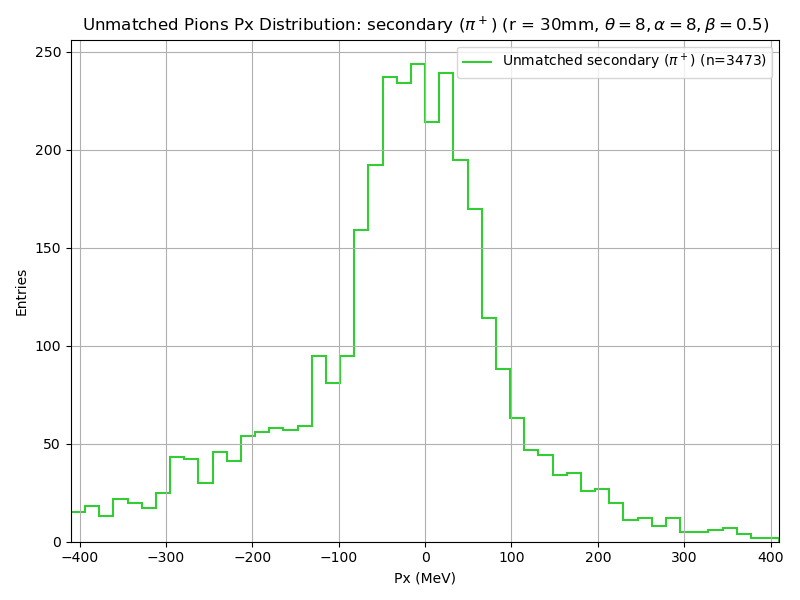 Unmatched Pions Px Distribution: secondary (π⁺) (r = 30mm, θ = 8, α = 8, β = 0.5)
Unmatched secondary (π⁺) (n=3473)
250
200
150
100
50
0
Entries
−400 −300 −200 −100 0 100 200 300 400
Px (MeV)